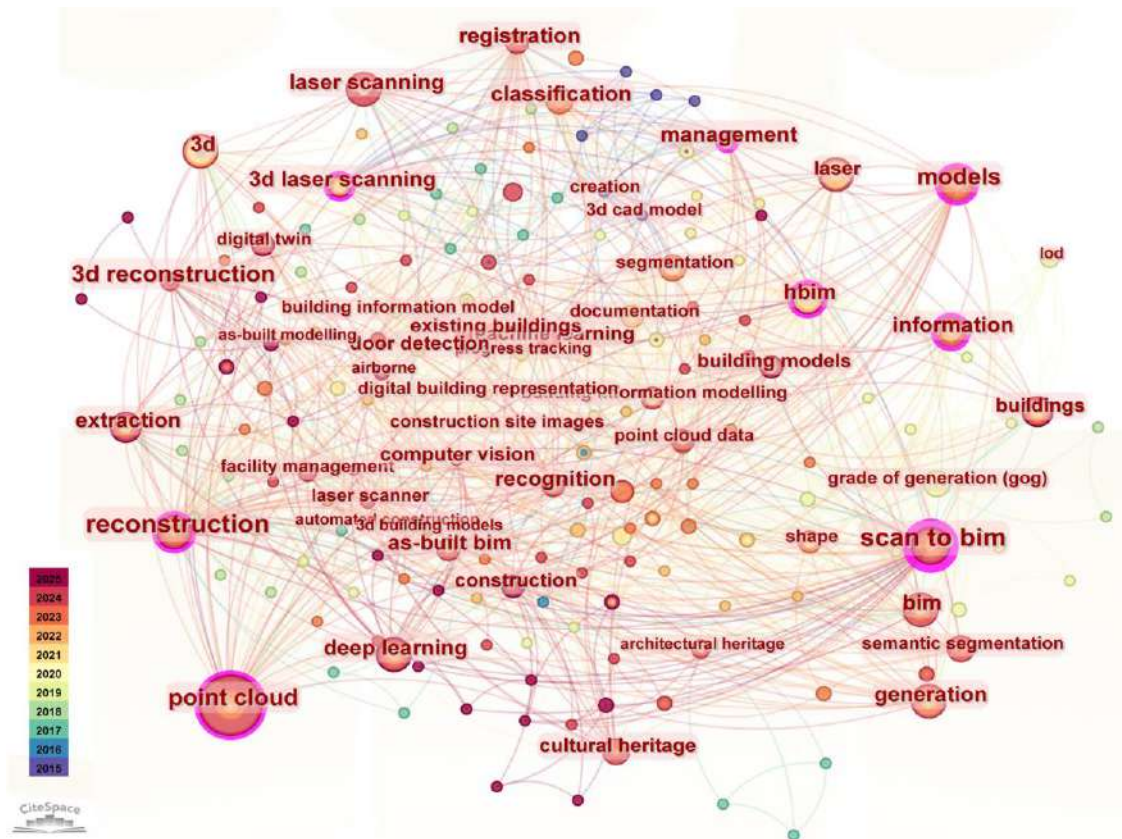 registration
laser scanning
classification
3d
management
3d laser scanning
laser
models
creation
3d cad model
digital twin
lod
segmentation
3d reconstruction
hbim
building information model
documentation
information
as-built modelling
existing buildings
door detection
progress tracking
building models
airborne
digital building representation
ormation modelling
buildings
extraction
construction site images
point cloud data
computer vision
facility management
recognition
grade of generation (gog)
laser scanner
automated construction
3d building models
reconstruction
shape
scan to bim
as-built bim
construction
bim
deep learning
architectural heritage
semantic segmentation
point cloud
generation
cultural heritage
2025
2024
2023
2022
2021
2020
2019
2018
2017
2016
2015
CiteSpace